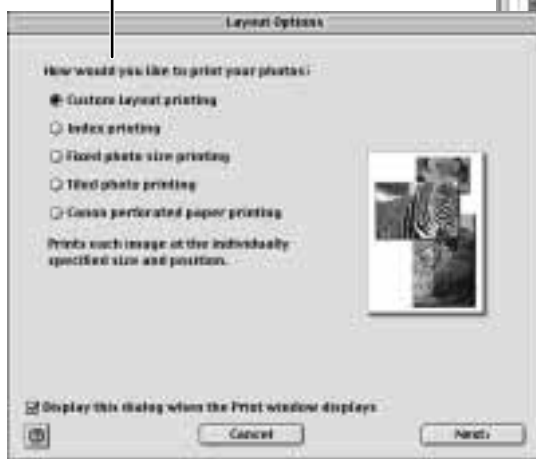 Layout Options
How would you like to print your photos?
Custom layout printing
Index printing
Fixed photo size printing
Tiled photo printing
Canon perforated paper printing
Prints each image at the individually
specified size and position.
Display this dialog when the Print window displays
?
Cancel
Next>